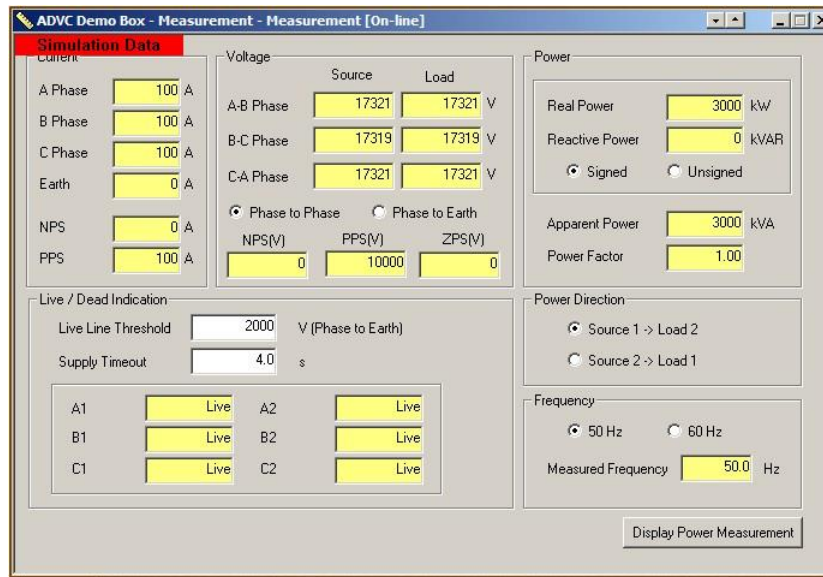 ADVC Demo Box - Measurement - Measurement [On-line]
Simulation Data
Current
A Phase 100 A
B Phase 100 A
C Phase 100 A
Earth 0 A
NPS 0 A
PPS 100 A
Voltage
Source Load
A-B Phase 17321 17321 V
B-C Phase 17319 17319 V
C-A Phase 17321 17321 V
Phase to Phase Phase to Earth
NPS(V) PPS(V) ZPS(V)
0 10000 0
Power
Real Power 3000 kW
Reactive Power 0 kVAR
Signed Unsigned
Apparent Power 3000 kVA
Power Factor 1.00
Live / Dead Indication
Live Line Threshold 2000 V (Phase to Earth)
Supply Timeout 4.0 s
A1 Live A2 Live
B1 Live B2 Live
C1 Live C2 Live
Power Direction
Source 1 -> Load 2
Source 2 -> Load 1
Frequency
50 Hz 60 Hz
Measured Frequency 50.0 Hz
Display Power Measurement